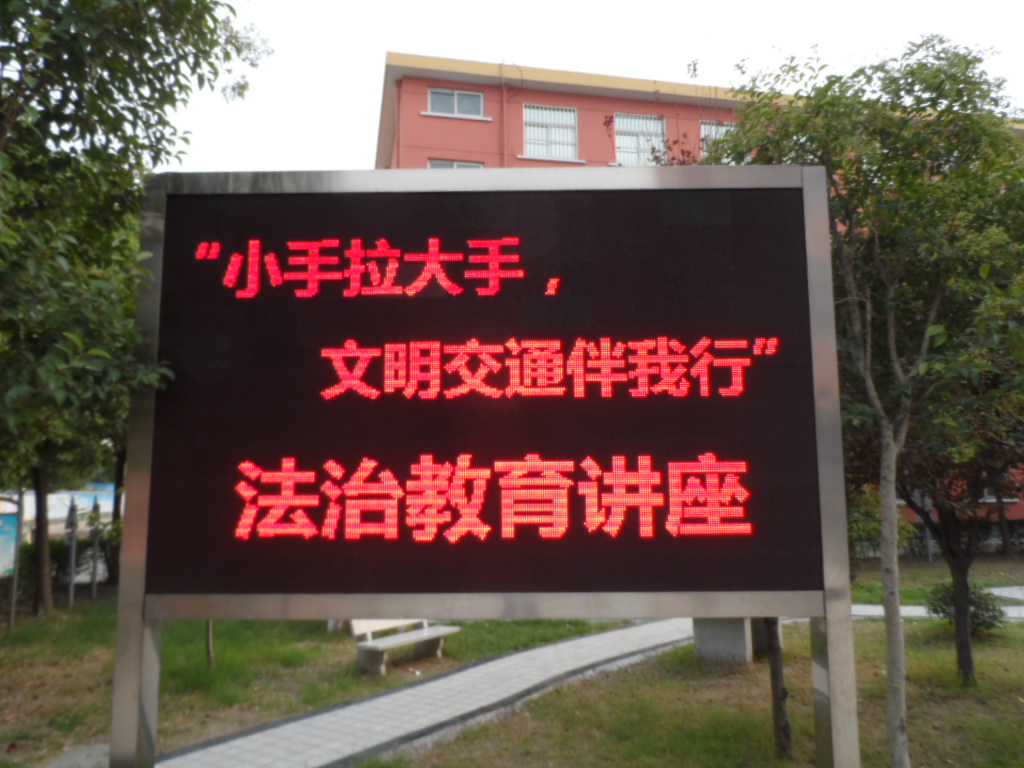 “小手拉大手，
文明交通伴我行”
法治教育讲座